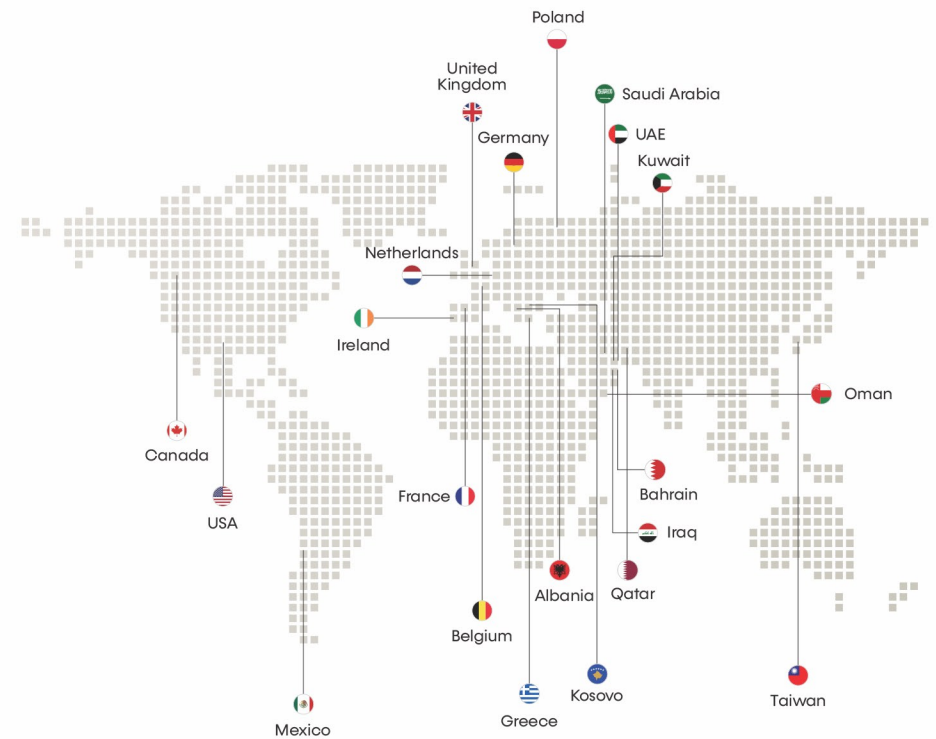 Poland
United
Kingdom
Saudi Arabia
Germany
UAE
Kuwait
Netherlands
Ireland
Oman
Canada
France
Bahrain
USA
Iraq
Albania
Qatar
Belgium
Kosovo
Taiwan
Greece
Mexico